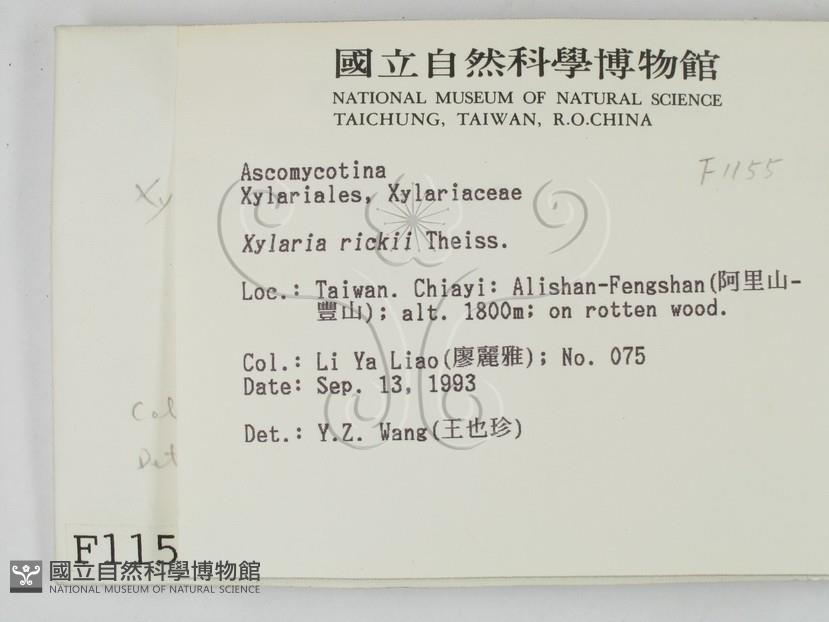 國立自然科學博物館
NATIONAL MUSEUM OF NATURAL SCIENCE
TAICHUNG, TAIWAN, R.O.CHINA
F1155
Ascomycotina
Xylariales, Xylariaceae
Xylaria rickii Theiss.
Loc.: Taiwan. Chiayi: Alishan-Fengshan(阿里山-
豐山); alt. 1800m; on rotten wood.
Col.: Li Ya Liao(廖麗雅); No. 075
Date: Sep. 13, 1993
Det.: Y.Z. Wang(王也珍)
Xy
Col
Det
F115
國立自然科學博物館
NATIONAL MUSEUM OF NATURAL SCIENCE